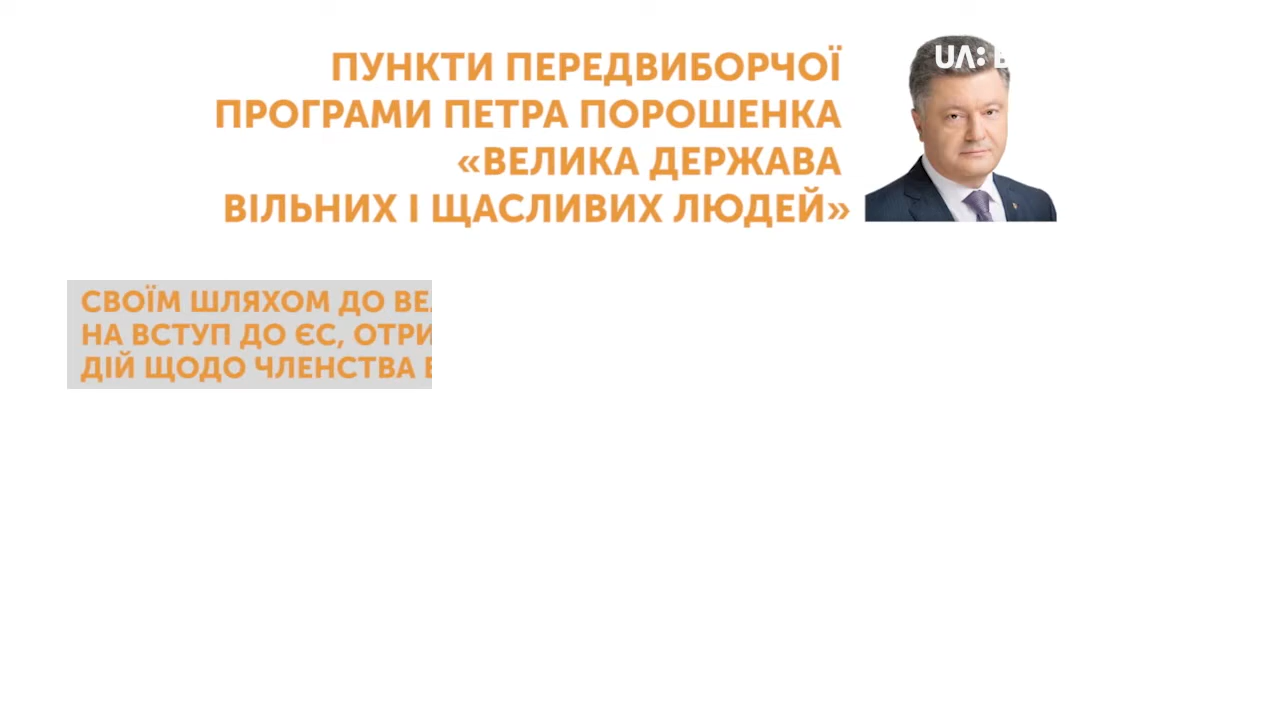 UA:
ПУНКТИ ПЕРЕДВИБОРЧОЇ
ПРОГРАМИ ПЕТРА ПОРОШЕНКА
«ВЕЛИКА ДЕРЖАВА
ВІЛЬНИХ І ЩАСЛИВИХ ЛЮДЕЙ»
СВОЇМ ШЛЯХОМ ДО
НА ВСТУП ДО ЄС,
ДІЙ ЩОДО ЧЛЕНСТВА